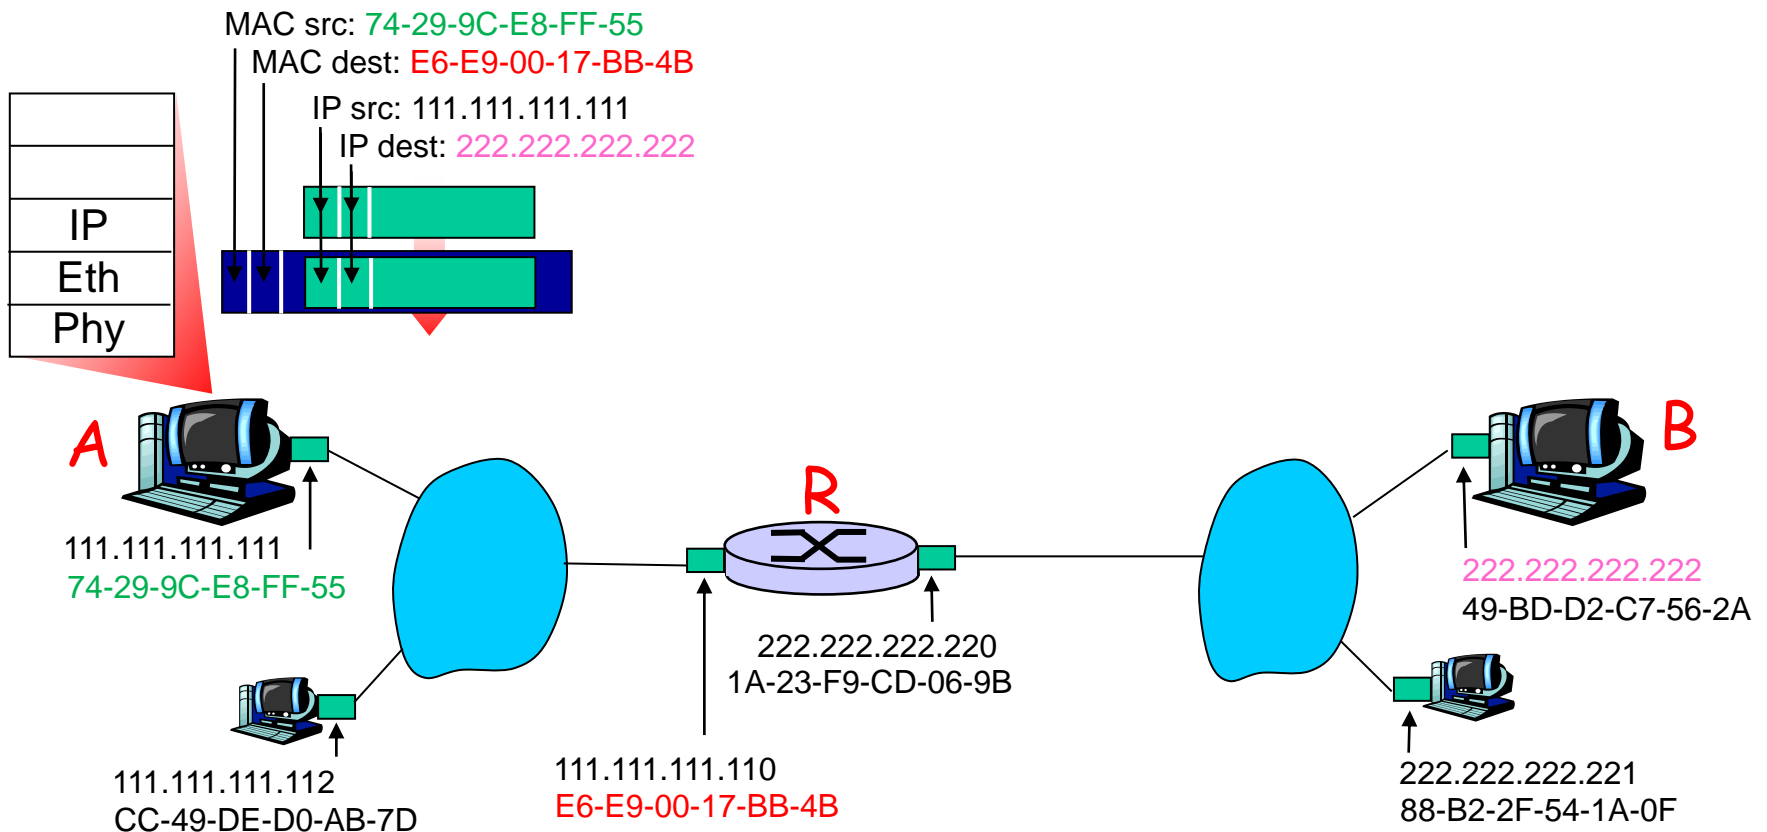 MAC src: 74-29-9C-E8-FF-55
MAC dest: E6-E9-00-17-BB-4B
IP src: 111.111.111.111
IP dest: 222.222.222.222
IP
Eth
Phy
A
B
R
111.111.111.111
74-29-9C-E8-FF-55
222.222.222.222
49-BD-D2-C7-56-2A
222.222.222.220
1A-23-F9-CD-06-9B
111.111.111.112
CC-49-DE-D0-AB-7D
111.111.111.110
E6-E9-00-17-BB-4B
222.222.222.221
88-B2-2F-54-1A-0F